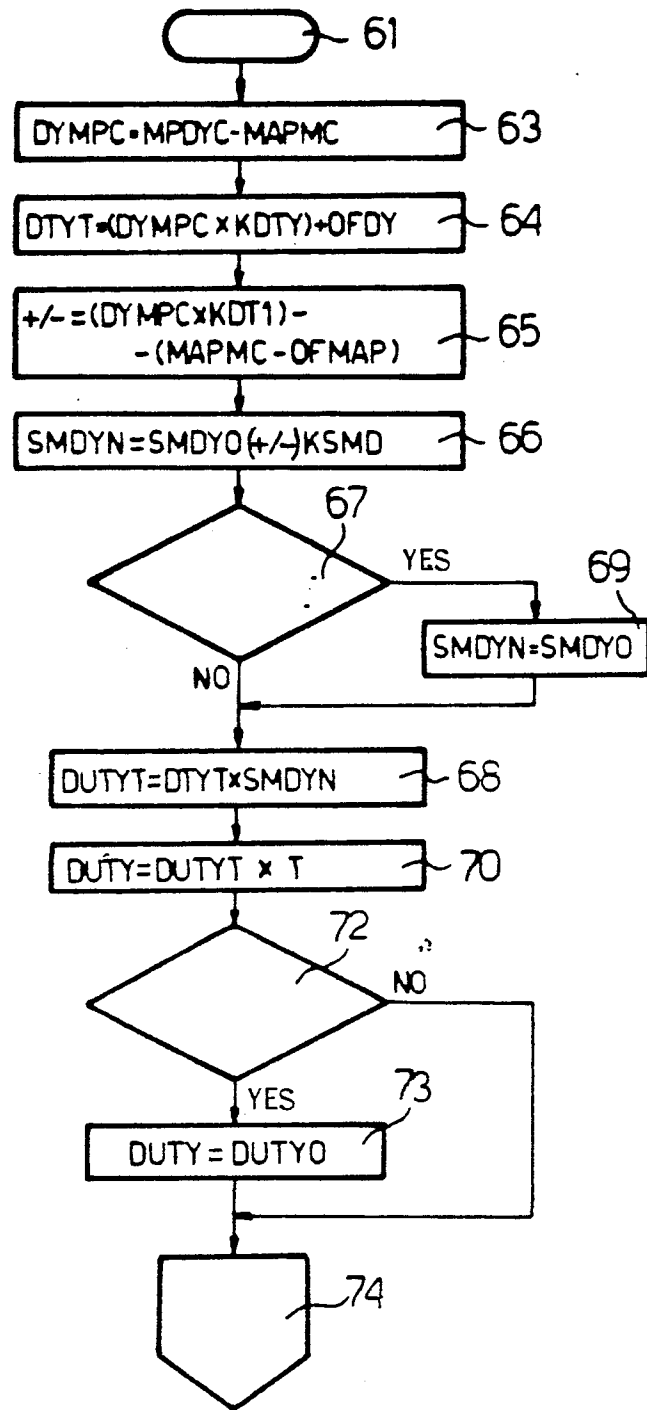 61
DYMPC=MPDYC-MAPMC
63
DTYT=(DYMPC×KDTY)+OFDY
64
+/-=(DYMPC×KDT1)-
-(MAPMC-OFMAP)
65
SMDYN=SMDYO(+/-)KSMD
66
67
YES
69
SMDYN=SMDYO
NO
DUTYT=DTYT×SMDYN
68
DUTY=DUTYT × T
70
72
NO
YES
73
DUTY=DUTYO
74